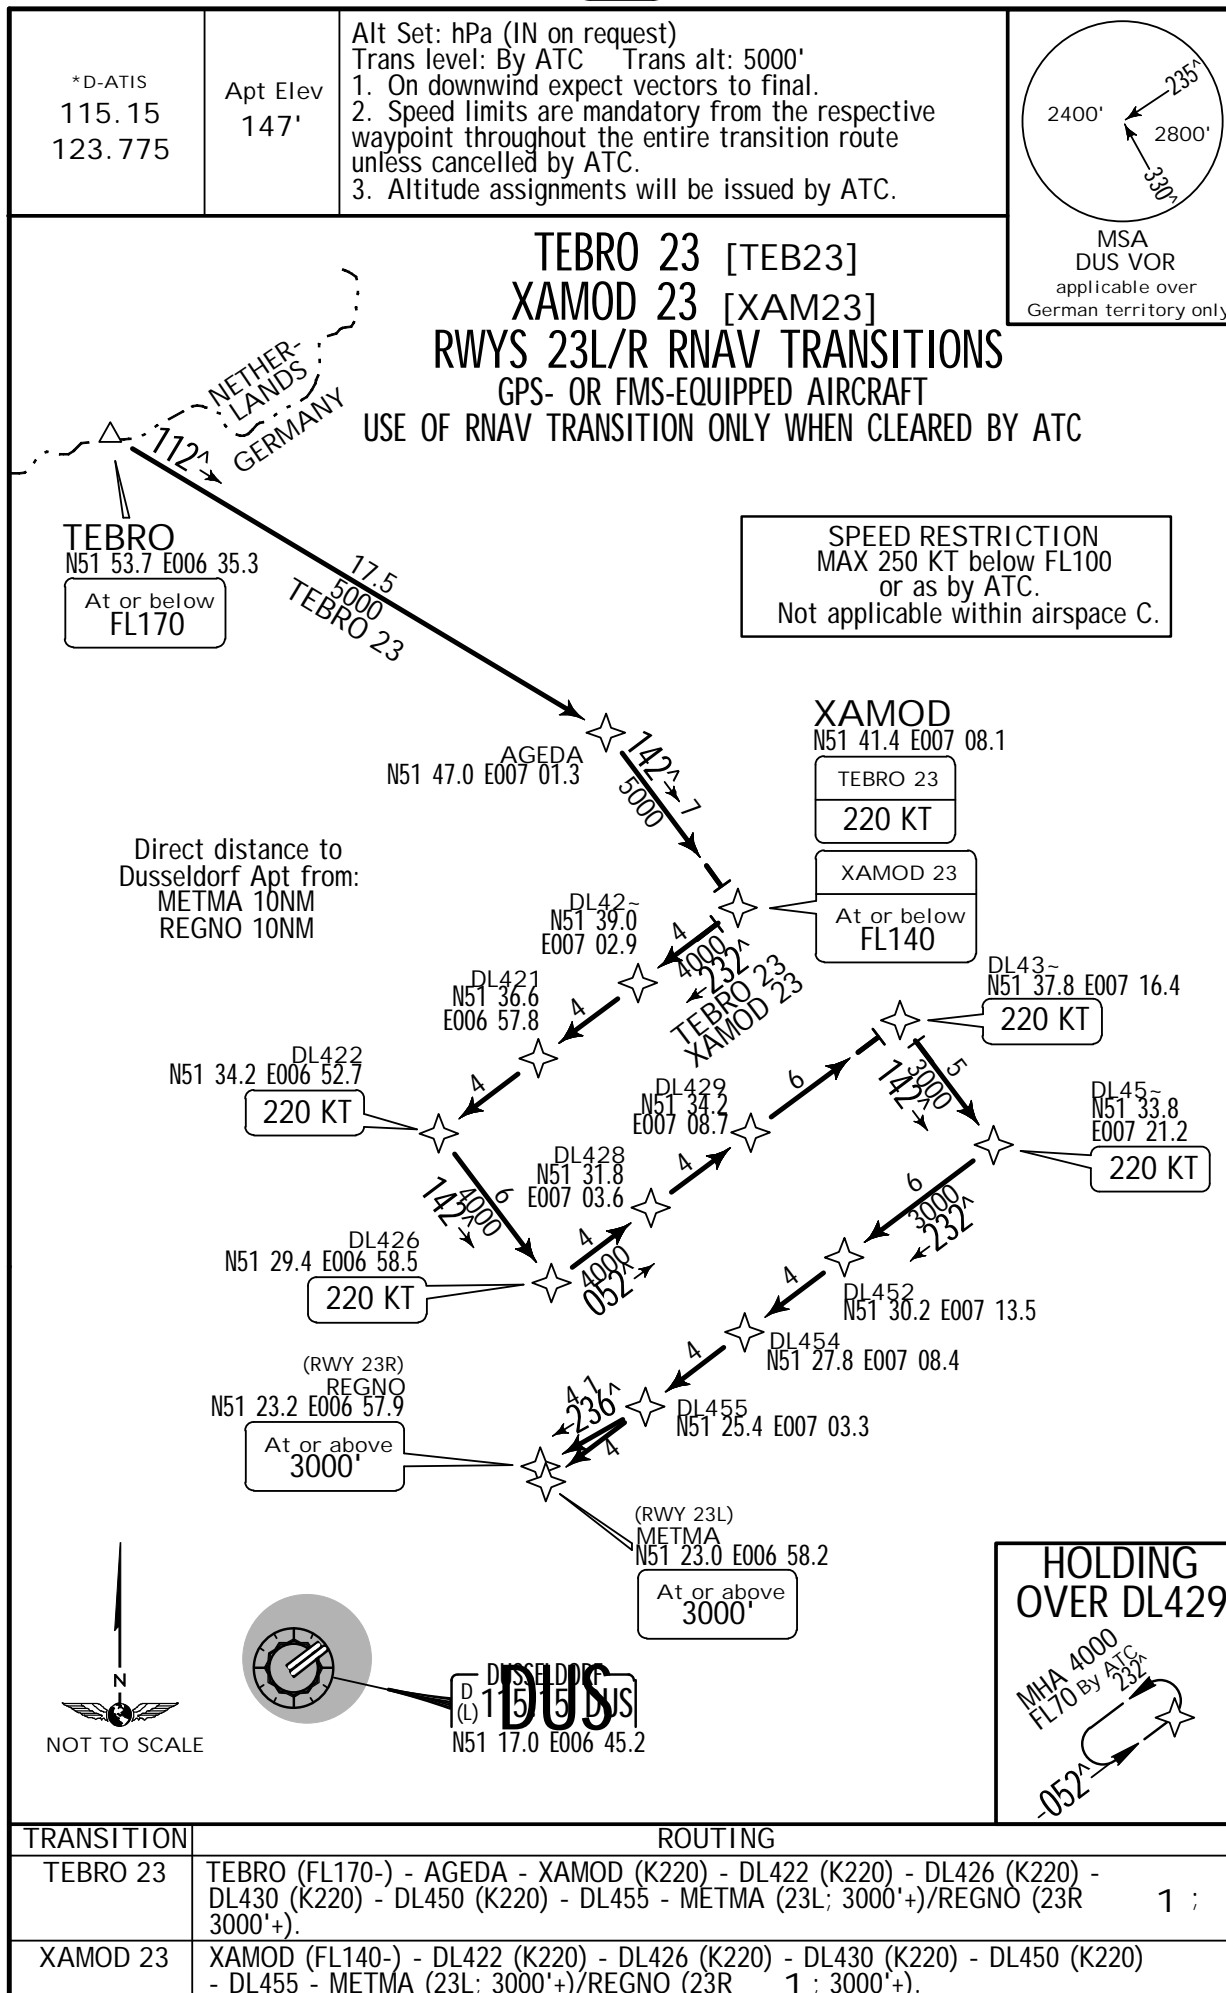 *D-ATIS
115.15
123.775
Apt Elev
147'
Alt Set: hPa (IN on request)
Trans level: By ATC Trans alt: 5000'
1. On downwind expect vectors to final.
2. Speed limits are mandatory from the respective
waypoint throughout the entire transition route
unless cancelled by ATC.
3. Altitude assignments will be issued by ATC.
2400'
235^
2800'
330^
MSA
DUS VOR
applicable over
German territory only
TEBRO 23 [TEB23]
XAMOD 23 [XAM23]
RWYS 23L/R RNAV TRANSITIONS
GPS- OR FMS-EQUIPPED AIRCRAFT
USE OF RNAV TRANSITION ONLY WHEN CLEARED BY ATC
NETHER-
LANDS
GERMANY
112^
TEBRO
N51 53.7 E006 35.3
At or below
FL170
17.5
5000
TEBRO 23
SPEED RESTRICTION
MAX 250 KT below FL100
or as by ATC.
Not applicable within airspace C.
AGEDA
N51 47.0 E007 01.3
142^
7
5000
XAMOD
N51 41.4 E007 08.1
TEBRO 23
220 KT
XAMOD 23
At or below
FL140
Direct distance to
Dusseldorf Apt from:
METMA 10NM
REGNO 10NM
DL42~
N51 39.0
E007 02.9
4
4000
232^
TEBRO 23
XAMOD 23
DL421
N51 36.6
E006 57.8
4
DL43~
N51 37.8 E007 16.4
220 KT
DL422
N51 34.2 E006 52.7
220 KT
4
DL429
N51 34.2
E007 08.7
6
5
3000
142^
DL45~
N51 33.8
E007 21.2
220 KT
DL428
N51 31.8
E007 03.6
4
6
4000
142^
6
3000
232^
DL426
N51 29.4 E006 58.5
220 KT
4
4000
052^
DL452
N51 30.2 E007 13.5
4
DL454
N51 27.8 E007 08.4
4
(RWY 23R)
REGNO
N51 23.2 E006 57.9
At or above
3000'
4.1
236^
4
DL455
N51 25.4 E007 03.3
(RWY 23L)
METMA
N51 23.0 E006 58.2
At or above
3000'
HOLDING
OVER DL429
MHA 4000
FL70 By ATC
232^
052^
N
NOT TO SCALE
DUSSELDORF
D
(L) 115.15 DUS
DUS
N51 17.0 E006 45.2
TRANSITION ROUTING
TEBRO 23 TEBRO (FL170-) - AGEDA - XAMOD (K220) - DL422 (K220) - DL426 (K220) -
DL430 (K220) - DL450 (K220) - DL455 - METMA (23L; 3000'+)/REGNO (23R 1 ;
3000'+).
XAMOD 23 XAMOD (FL140-) - DL422 (K220) - DL426 (K220) - DL430 (K220) - DL450 (K220)
- DL455 - METMA (23L; 3000'+)/REGNO (23R 1 ; 3000'+).